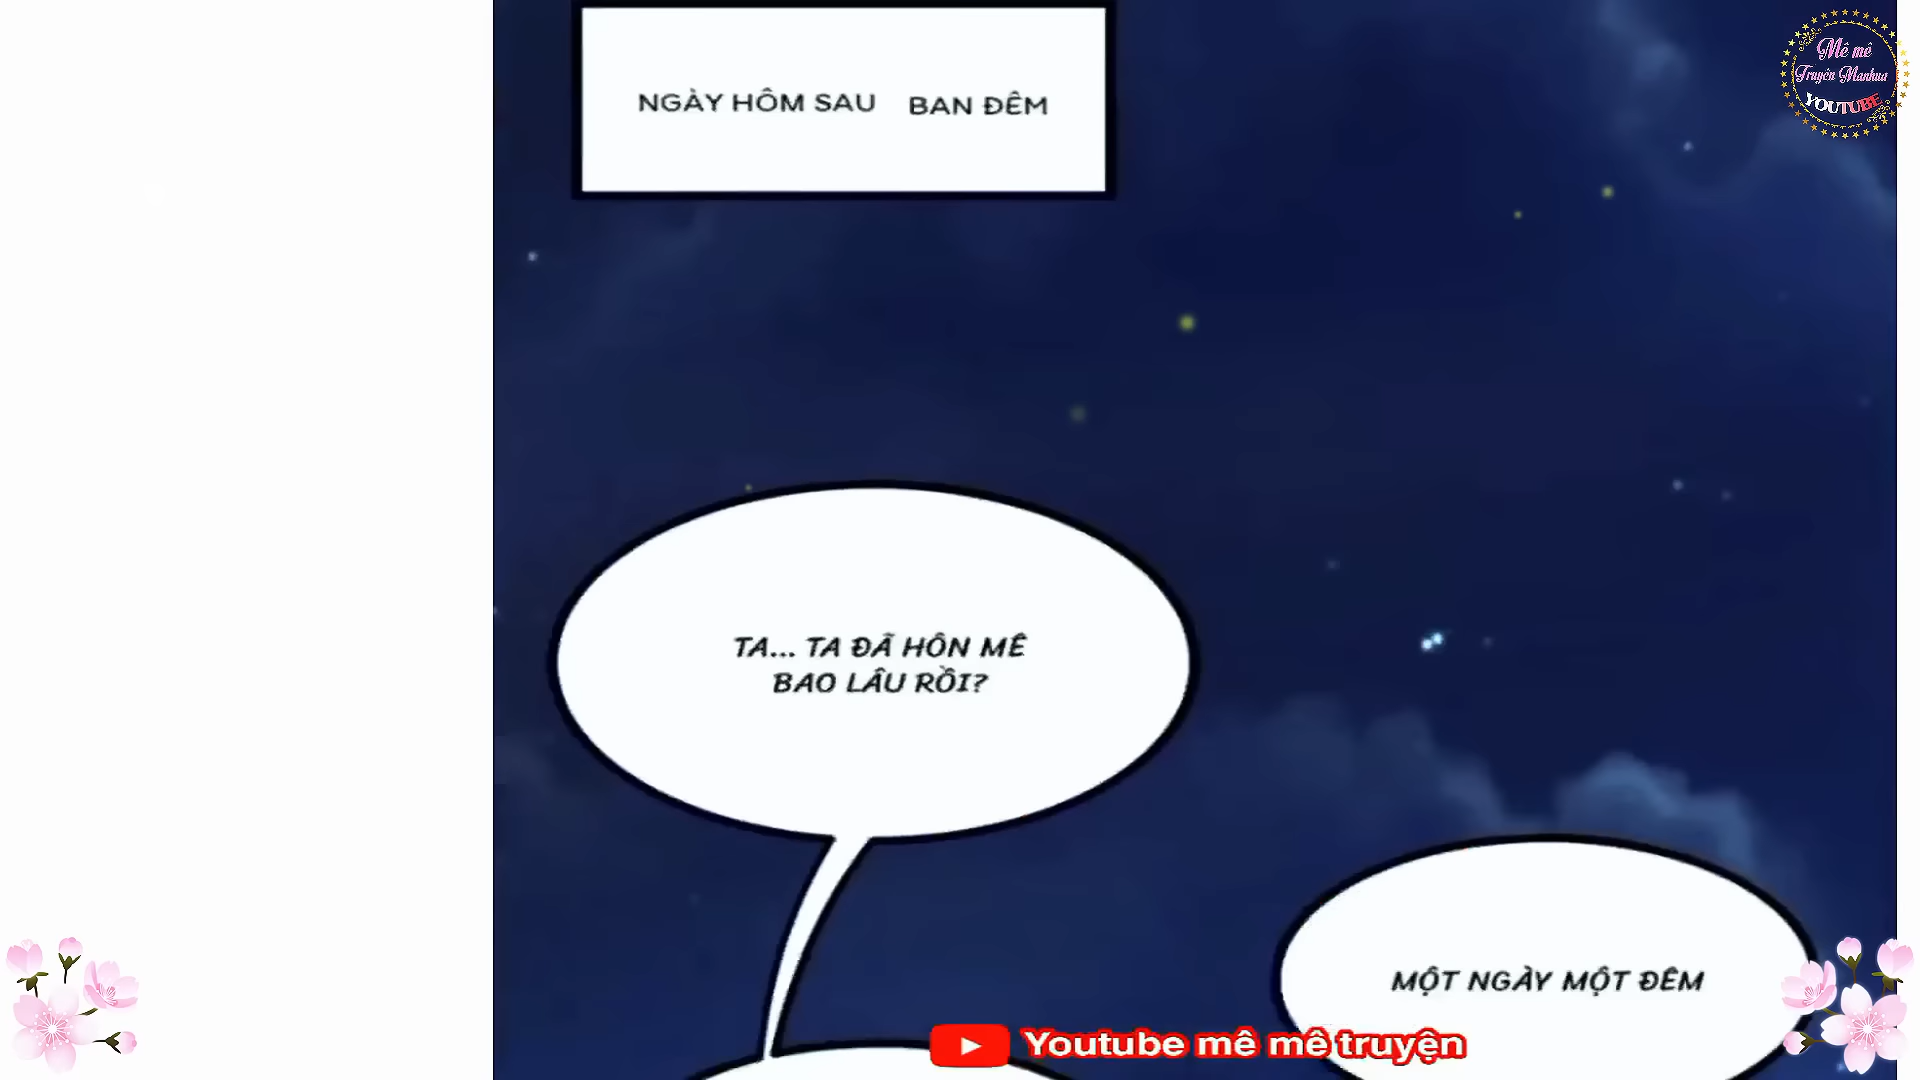 NGÀY HÔM SAU BAN ĐÊM
Mê mê
Truyện Manhua
YOUTUBE
TA... TA ĐÃ HÔN MÊ
BAO LÂU RỒI?
MỘT NGÀY MỘT ĐÊM
Youtube mê mê truyện